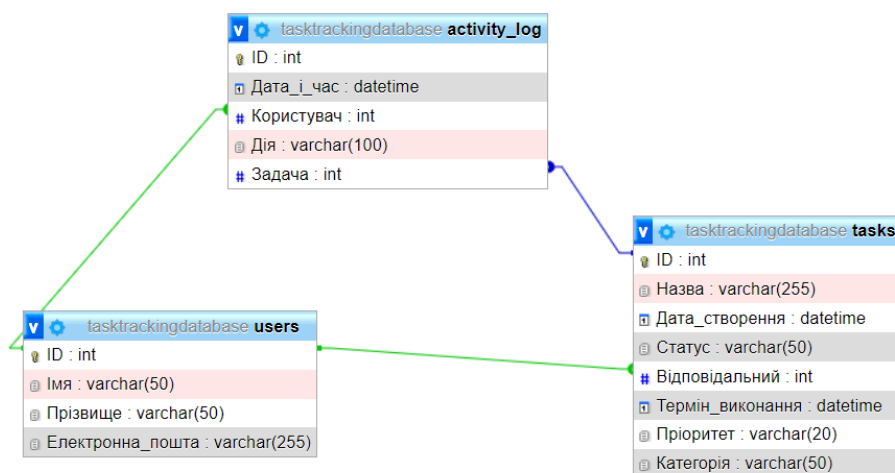 tasktrackingdatabase activity_log
ID : int
Дата_і_час : datetime
Користувач : int
Дія : varchar(100)
Задача : int
tasktrackingdatabase tasks
ID : int
Назва : varchar(255)
Дата_створення : datetime
Статус : varchar(50)
Відповідальний : int
Термін_виконання : datetime
Пріоритет : varchar(20)
Категорія : varchar(50)
tasktrackingdatabase users
ID : int
Імя : varchar(50)
Прізвище : varchar(50)
Електронна_пошта : varchar(255)